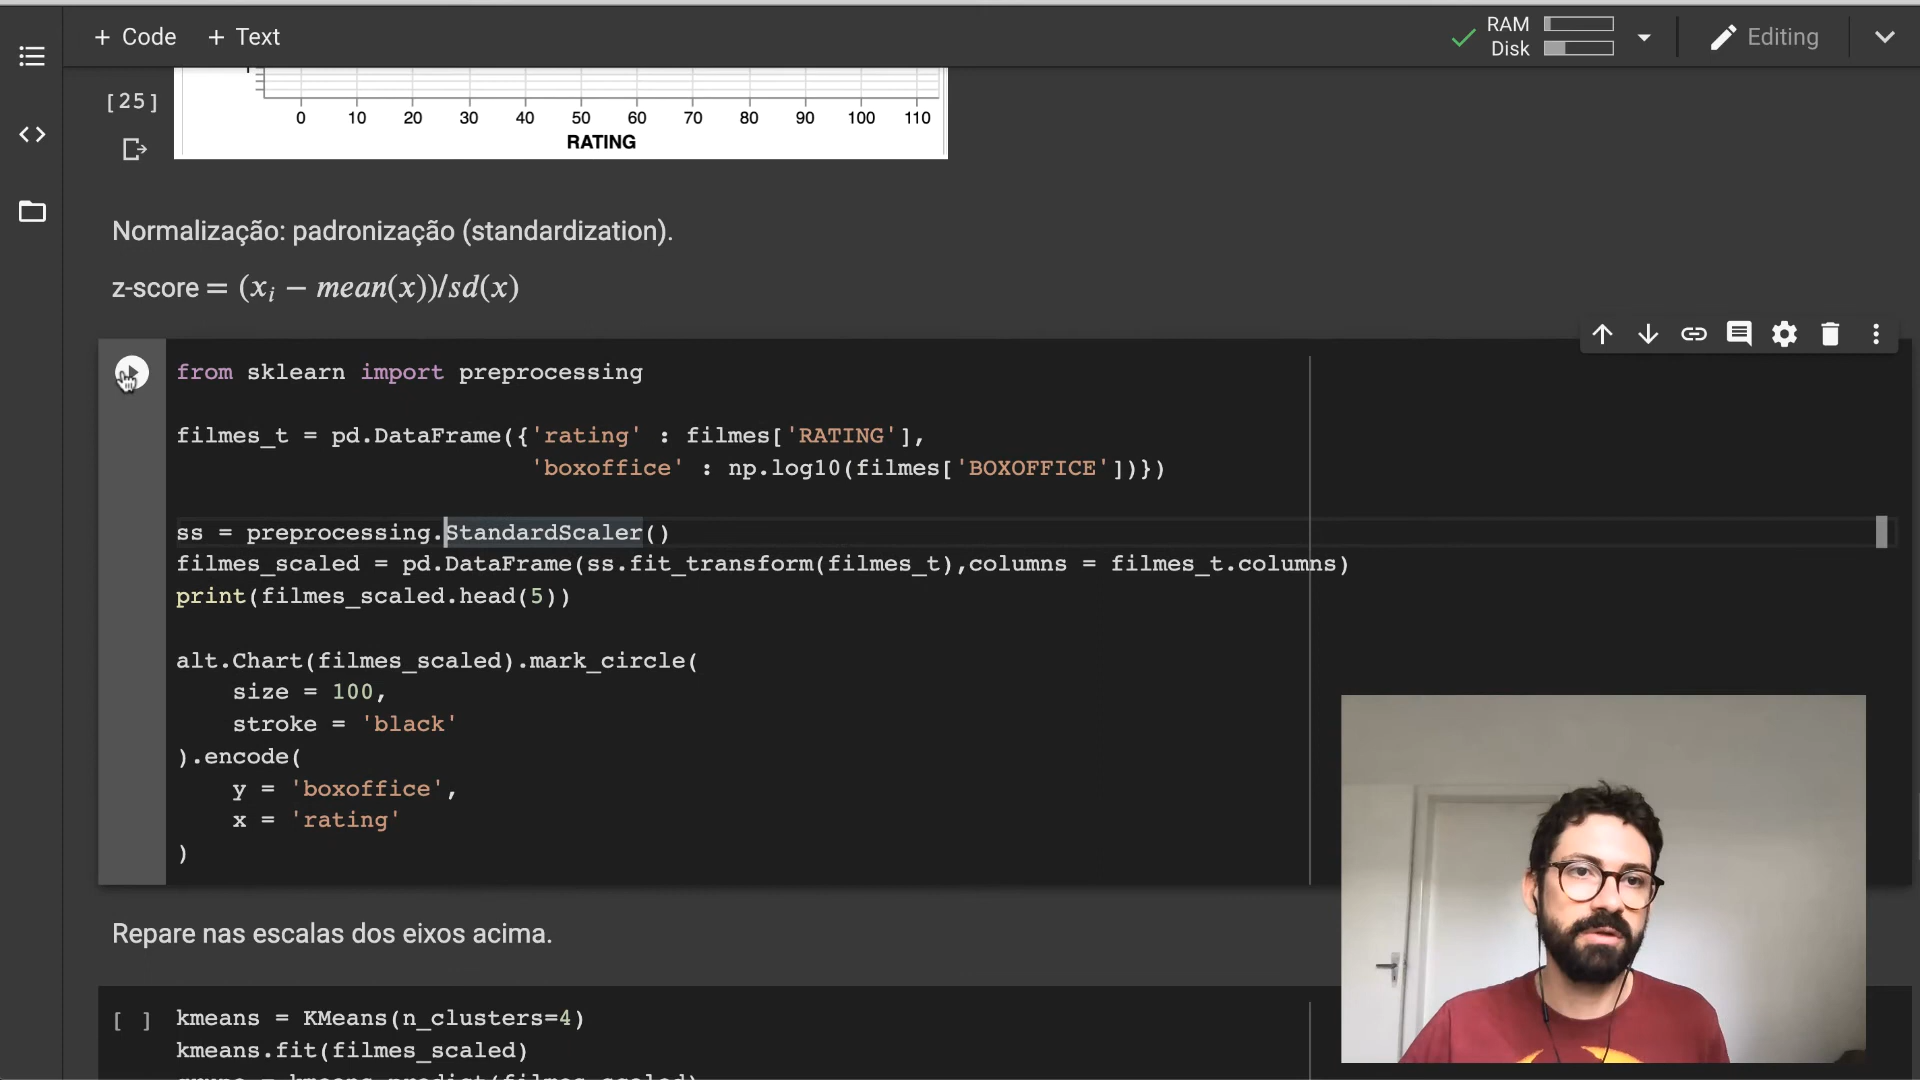 + Code + Text
RAM
Disk
Editing
[25]
0 10 20 30 40 50 60 70 80 90 100 110
RATING
Normalização: padronização (standardization).
z-score = (xᵢ − mean(x))/sd(x)
from sklearn import preprocessing
filmes_t = pd.DataFrame({'rating' : filmes['RATING'],
'boxoffice' : np.log10(filmes['BOXOFFICE'])})
ss = preprocessing.StandardScaler()
filmes_scaled = pd.DataFrame(ss.fit_transform(filmes_t),columns = filmes_t.columns)
print(filmes_scaled.head(5))
alt.Chart(filmes_scaled).mark_circle(
size = 100,
stroke = 'black'
).encode(
y = 'boxoffice',
x = 'rating'
)
Repare nas escalas dos eixos acima.
[ ] kmeans = KMeans(n_clusters=4)
kmeans.fit(filmes_scaled)